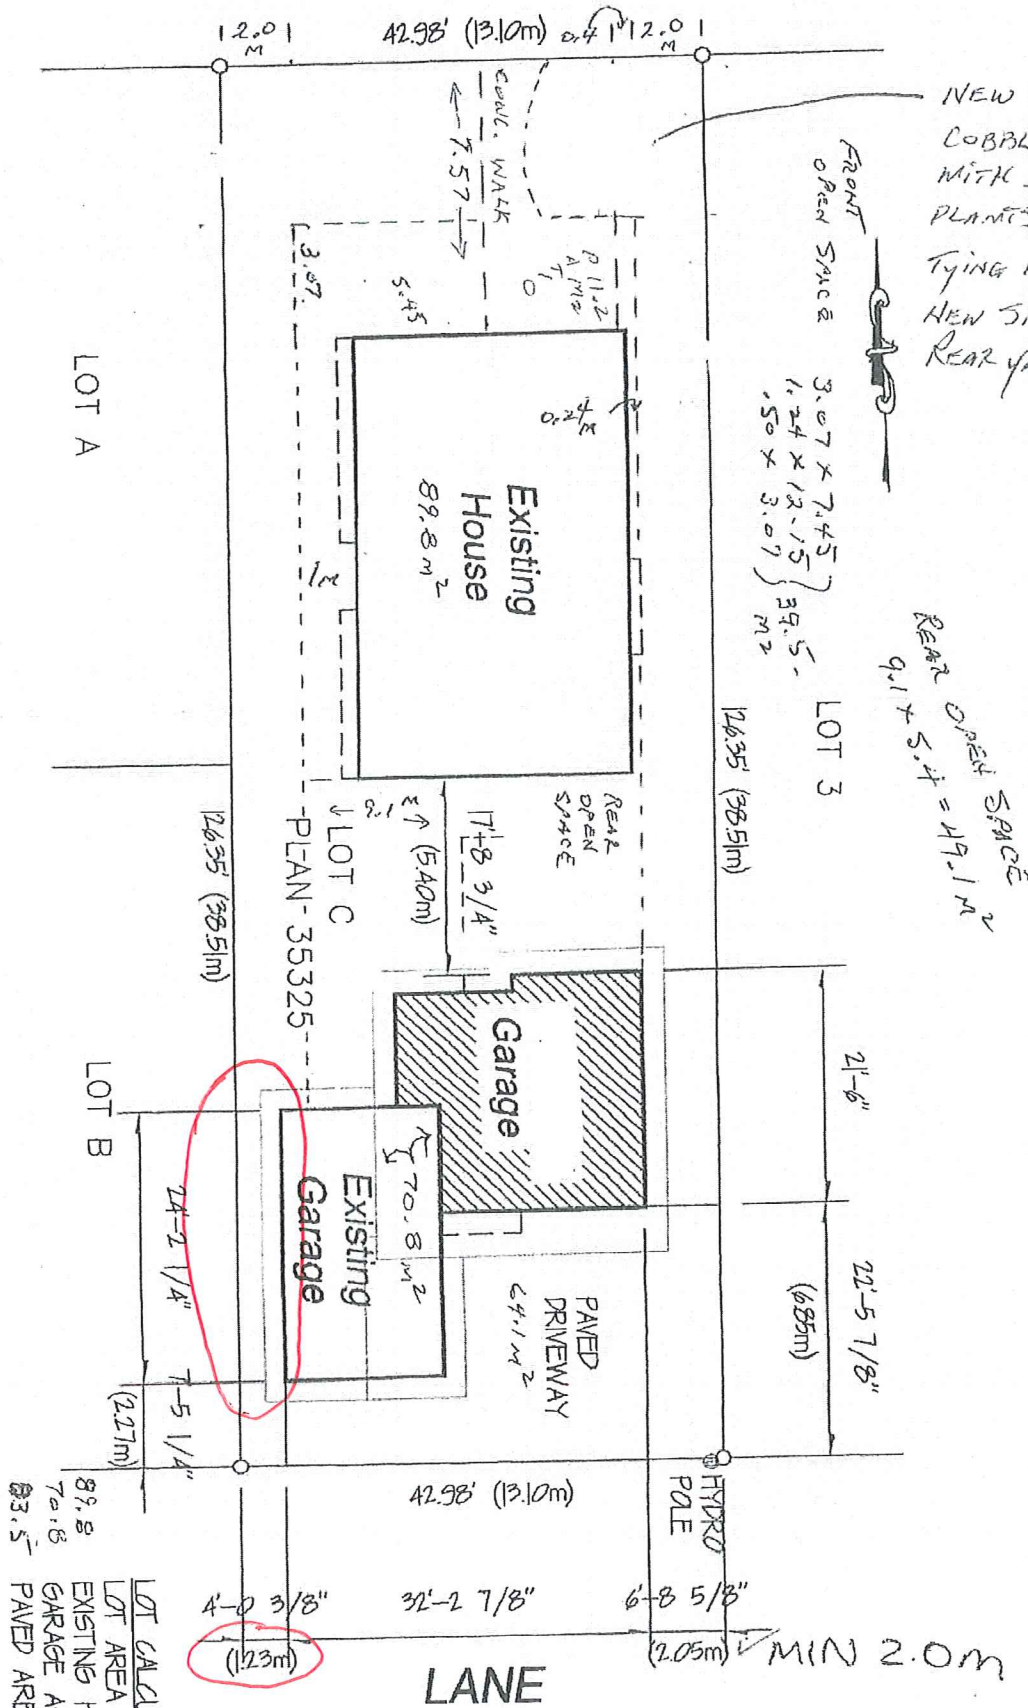 2.0
M
42.98' (13.10m)
0.4
2.0
M
NEW
COBBL
WITH
PLANTS
TYING
NEW
REAR
FRONT
OPEN SPACE
3.07 x 7.45
1.24 x 12.15
.50 x 3.07
39.5
M2
CONC. WALK
7.57
3.07
5.45
PATIO
11.2
M2
0.24
M
LOT A
Existing
House
89.8 m²
1m
LOT 3
126.35' (38.51m)
REAR OPEN SPACE
9.1 x 5.4 = 49.1 m²
REAR
OPEN
SPACE
17'-8 3/4"
(5.40m)
9.1
LOT C
PLAN 35325
126.35' (38.51m)
LOT B
Garage
21'-6"
Existing
Garage
70.8 m²
24'-2 1/4"
7'-5 1/4"
(2.27m)
PAVED
DRIVEWAY
22'-5 7/8"
(6.85m)
42.98' (13.10m)
HYDRO
POLE
4'-0 3/8"
(1.23m)
32'-2 7/8"
6'-8 5/8"
(2.05m)
MIN 2.0m
LANE
LOT CALCU
LOT AREA
EXISTING H
GARAGE A
PAVED ARE
89.8
70.8
83.5